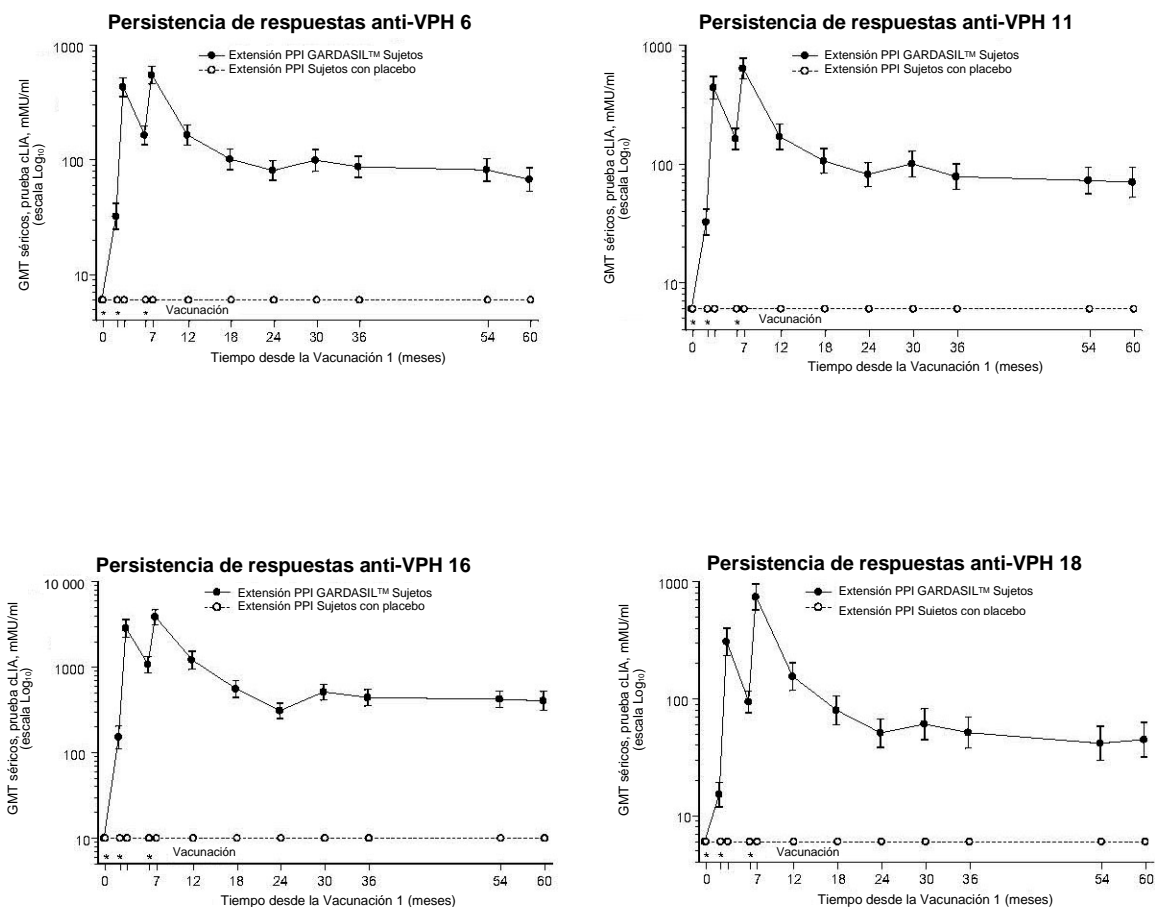 Persistencia de respuestas anti-VPH 6
1000
100
10
GMT séricos, prueba cLIA, mMU/ml
(escala Log₁₀)
Extensión PPI GARDASIL™ Sujetos
Extensión PPI Sujetos con placebo
* * * Vacunación
0 7 12 18 24 30 36 54 60
Tiempo desde la Vacunación 1 (meses)
Persistencia de respuestas anti-VPH 11
1000
100
10
GMT séricos, prueba cLIA, mMU/ml
(escala Log₁₀)
Extensión PPI GARDASIL™ Sujetos
Extensión PPI Sujetos con placebo
* * * Vacunación
0 7 12 18 24 30 36 54 60
Tiempo desde la Vacunación 1 (meses)
Persistencia de respuestas anti-VPH 16
10 000
1000
100
10
GMT séricos, prueba cLIA, mMU/ml
(escala Log₁₀)
Extensión PPI GARDASIL™ Sujetos
Extensión PPI Sujetos con placebo
* * * Vacunación
0 7 12 18 24 30 36 54 60
Tiempo desde la Vacunación 1 (meses)
Persistencia de respuestas anti-VPH 18
1000
100
10
GMT séricos, prueba cLIA, mMU/ml
(escala Log₁₀)
Extensión PPI GARDASIL™ Sujetos
Extensión PPI Sujetos con placebo
* * * Vacunación
0 7 12 18 24 30 36 54 60
Tiempo desde la Vacunación 1 (meses)